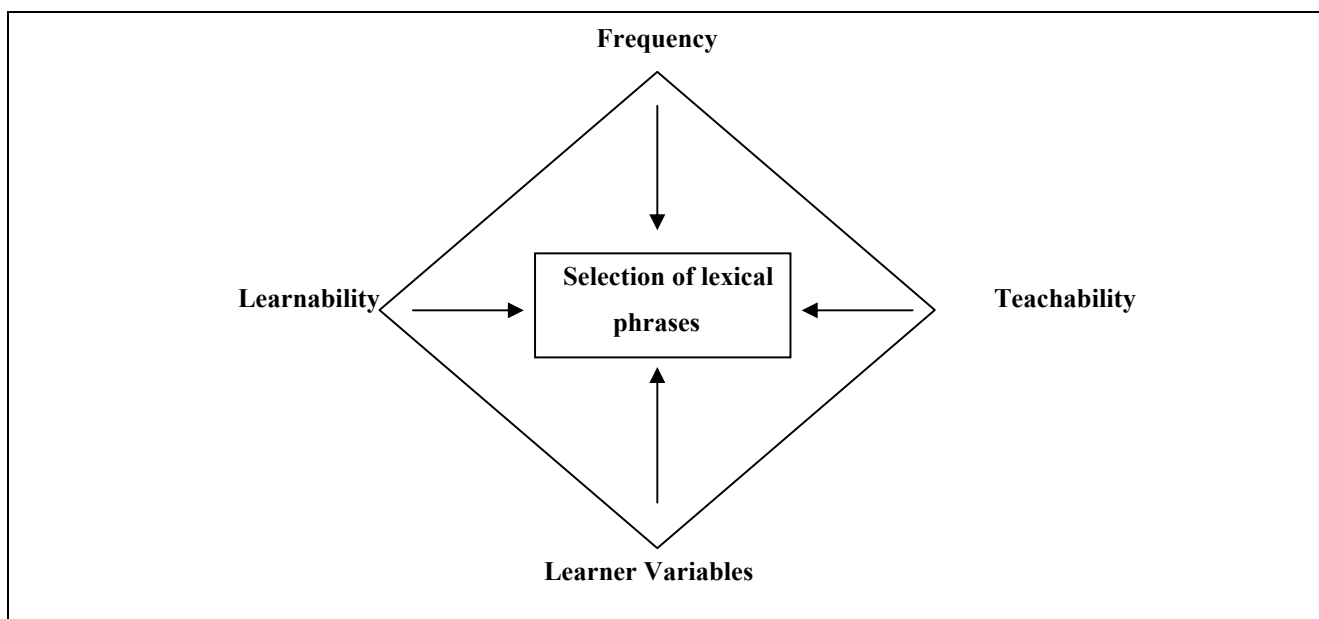 Frequency
Selection of lexical
phrases
Learnability
Teachability
Learner Variables